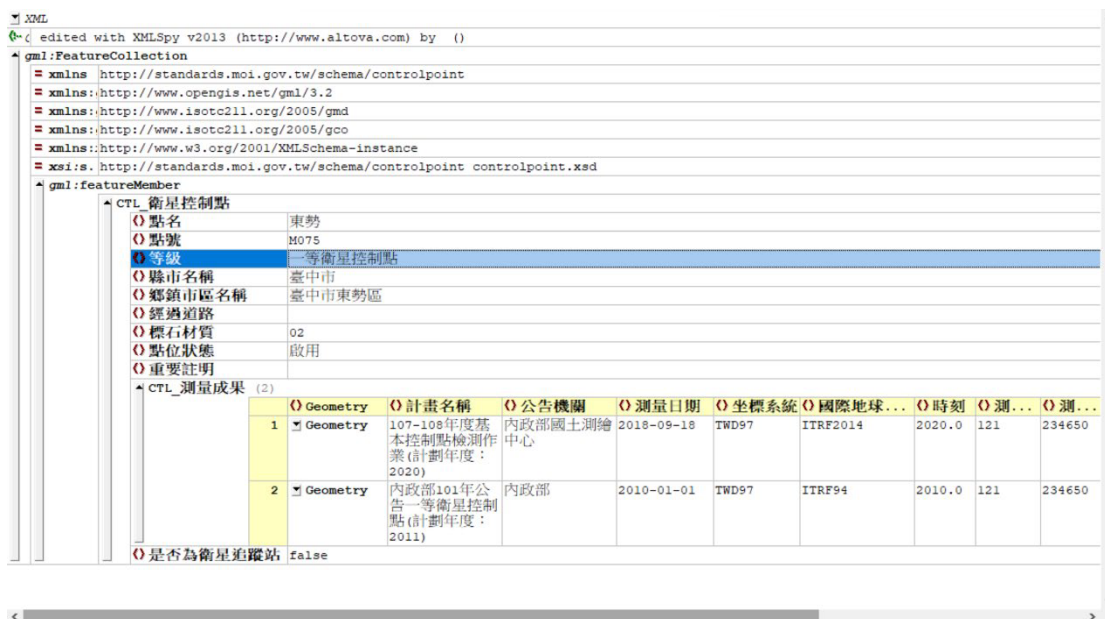 XML
edited with XMLSpy v2013 (http://www.altova.com) by ()
gml:FeatureCollection
= xmlns http://standards.moi.gov.tw/schema/controlpoint
= xmlns: http://www.opengis.net/gml/3.2
= xmlns: http://www.isotc211.org/2005/gmd
= xmlns: http://www.isotc211.org/2005/gco
= xmlns: http://www.w3.org/2001/XMLSchema-instance
= xsi:s. http://standards.moi.gov.tw/schema/controlpoint controlpoint.xsd
gml:featureMember
CTL_衛星控制點
() 點名 東勢
() 點號 M075
() 等級 一等衛星控制點
() 縣市名稱 臺中市
() 鄉鎮市區名稱 臺中市東勢區
() 經過道路
() 標石材質 02
() 點位狀態 啟用
() 重要註明
CTL_測量成果 (2)
() Geometry () 計畫名稱 () 公告機關 () 測量日期 () 坐標系統 () 國際地球... () 時刻 () 測... () 測...
1 Geometry 107-108年度基 內政部國土測繪 2018-09-18 TWD97 ITRF2014 2020.0 121 234650
本控制點檢測作 中心
業(計劃年度：
2020)
2 Geometry 內政部101年公 內政部 2010-01-01 TWD97 ITRF94 2010.0 121 234650
告一等衛星控制
點(計劃年度：
2011)
() 是否為衛星追蹤站 false